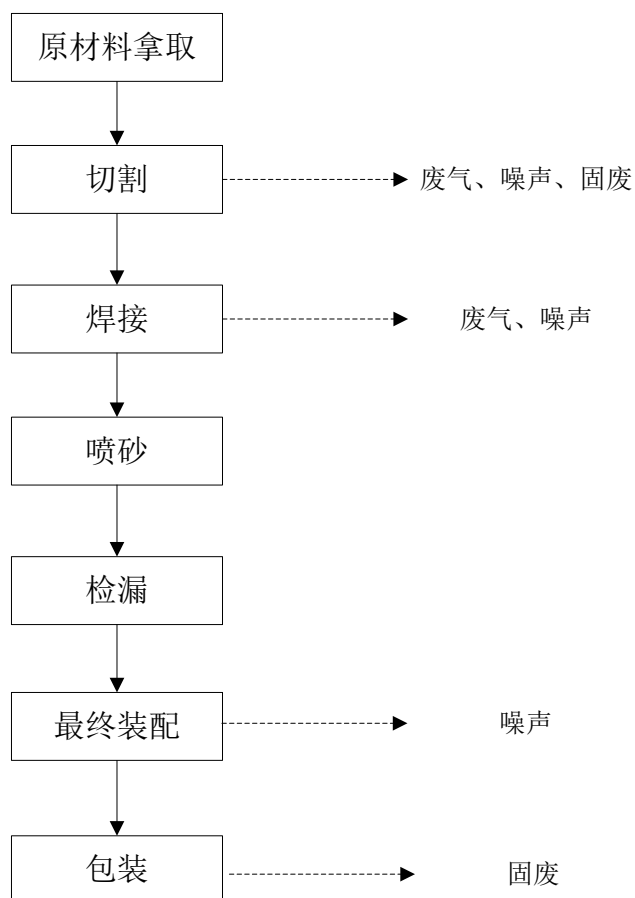 原材料拿取
切割
废气、噪声、固废
焊接
废气、噪声
喷砂
检漏
最终装配
噪声
包装
固废